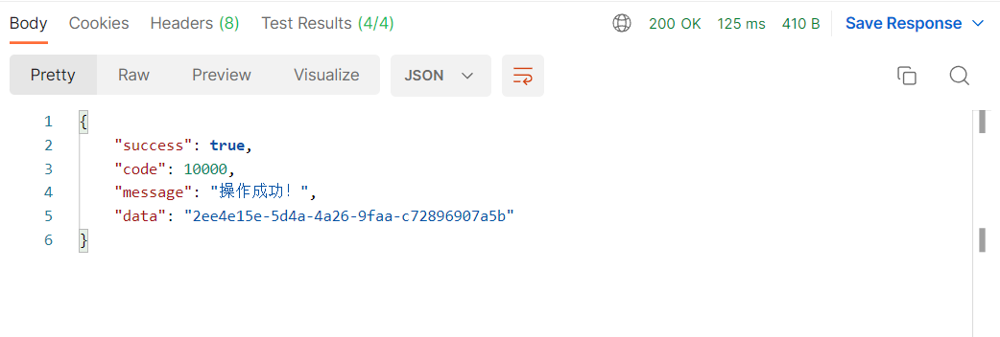 Body Cookies Headers (8) Test Results (4/4) 200 OK 125 ms 410 B Save Response
Pretty Raw Preview Visualize JSON
1 {
2 "success": true,
3 "code": 10000,
4 "message": "操作成功！",
5 "data": "2ee4e15e-5d4a-4a26-9faa-c72896907a5b"
6 }